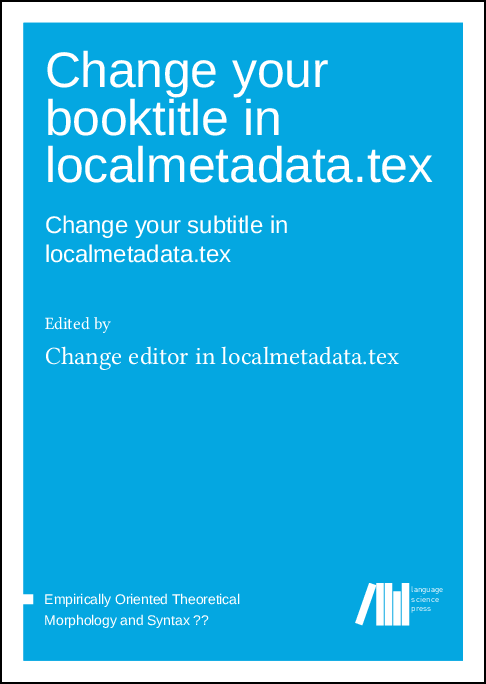 Change your
booktitle in
localmetadata.tex
Change your subtitle in
localmetadata.tex
Edited by
Change editor in localmetadata.tex
Empirically Oriented Theoretical
Morphology and Syntax ??
language
science
press